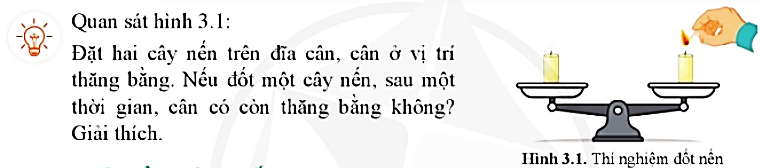 Quan sát hình 3.1:
Đặt hai cây nến trên đĩa cân, cân ở vị trí
thăng bằng. Nếu đốt một cây nến, sau một
thời gian, cân có còn thăng bằng không?
Giải thích.
Hình 3.1. Thí nghiệm đốt nến